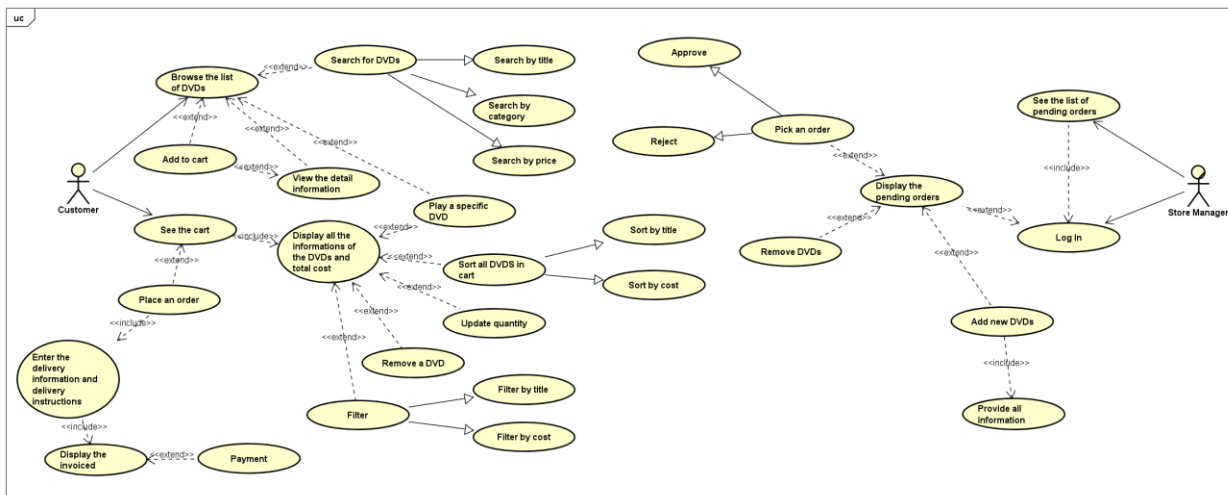 uc
Search for DVDs
Search by title
Approve
<<extend>>
Browse the list
of DVDs
Search by
category
See the list of
pending orders
<<extend>>
<<extend>>
<<extend>>
Pick an order
Reject
Search by price
Add to cart
<<extend>>
View the detail
information
<<extend>>
<<include>>
Customer
Play a specific
DVD
Display the
pending orders
Store Manager
See the cart
<<include>>
Display all the
informations of
the DVDs and
total cost
<<extend>>
Sort by title
<<extend>>
<<extend>>
Log In
Remove DVDs
<<extend>>
<<extend>>
Sort all DVDS in
cart
<<extend>>
Sort by cost
<<extend>>
Place an order
<<extend>>
Update quantity
Add new DVDs
<<include>>
<<extend>>
<<extend>>
Remove a DVD
<<include>>
Enter the
delivery
information and
delivery
instructions
Filter by title
Filter
Provide all
information
Filter by cost
<<include>>
Display the
invoiced
<<extend>>
Payment